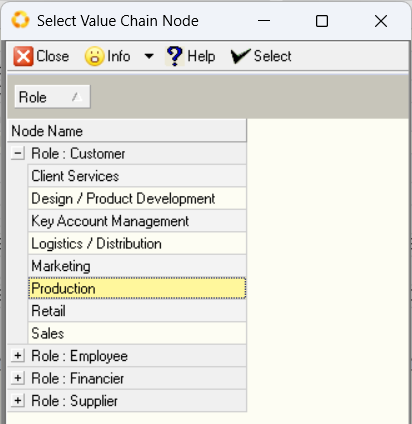 Select Value Chain Node
Close Info Help Select
Role
Node Name
Role : Customer
Client Services
Design / Product Development
Key Account Management
Logistics / Distribution
Marketing
Production
Retail
Sales
Role : Employee
Role : Financier
Role : Supplier